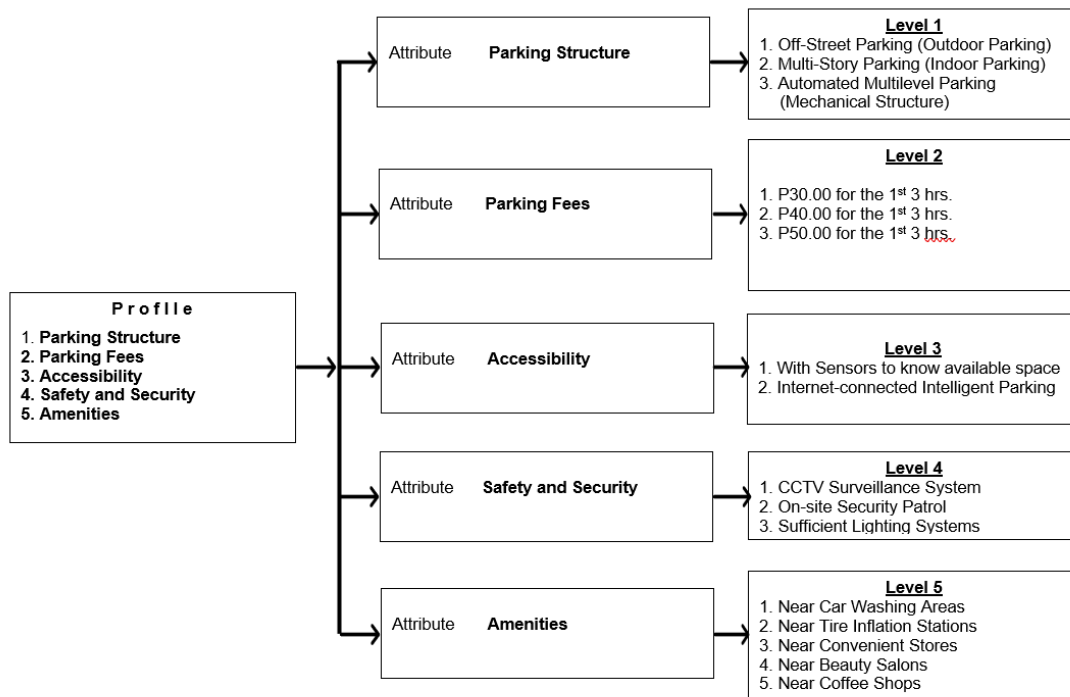 Attribute Parking Structure
Level 1
1. Off-Street Parking (Outdoor Parking)
2. Multi-Story Parking (Indoor Parking)
3. Automated Multilevel Parking
(Mechanical Structure)
Attribute Parking Fees
Level 2
1. P30.00 for the 1st 3 hrs.
2. P40.00 for the 1st 3 hrs.
3. P50.00 for the 1st 3 hrs.
P r o f I l e
1. Parking Structure
2. Parking Fees
3. Accessibility
4. Safety and Security
5. Amenities
Attribute Accessibility
Level 3
1. With Sensors to know available space
2. Internet-connected Intelligent Parking
Attribute Safety and Security
Level 4
1. CCTV Surveillance System
2. On-site Security Patrol
3. Sufficient Lighting Systems
Attribute Amenities
Level 5
1. Near Car Washing Areas
2. Near Tire Inflation Stations
3. Near Convenient Stores
4. Near Beauty Salons
5. Near Coffee Shops